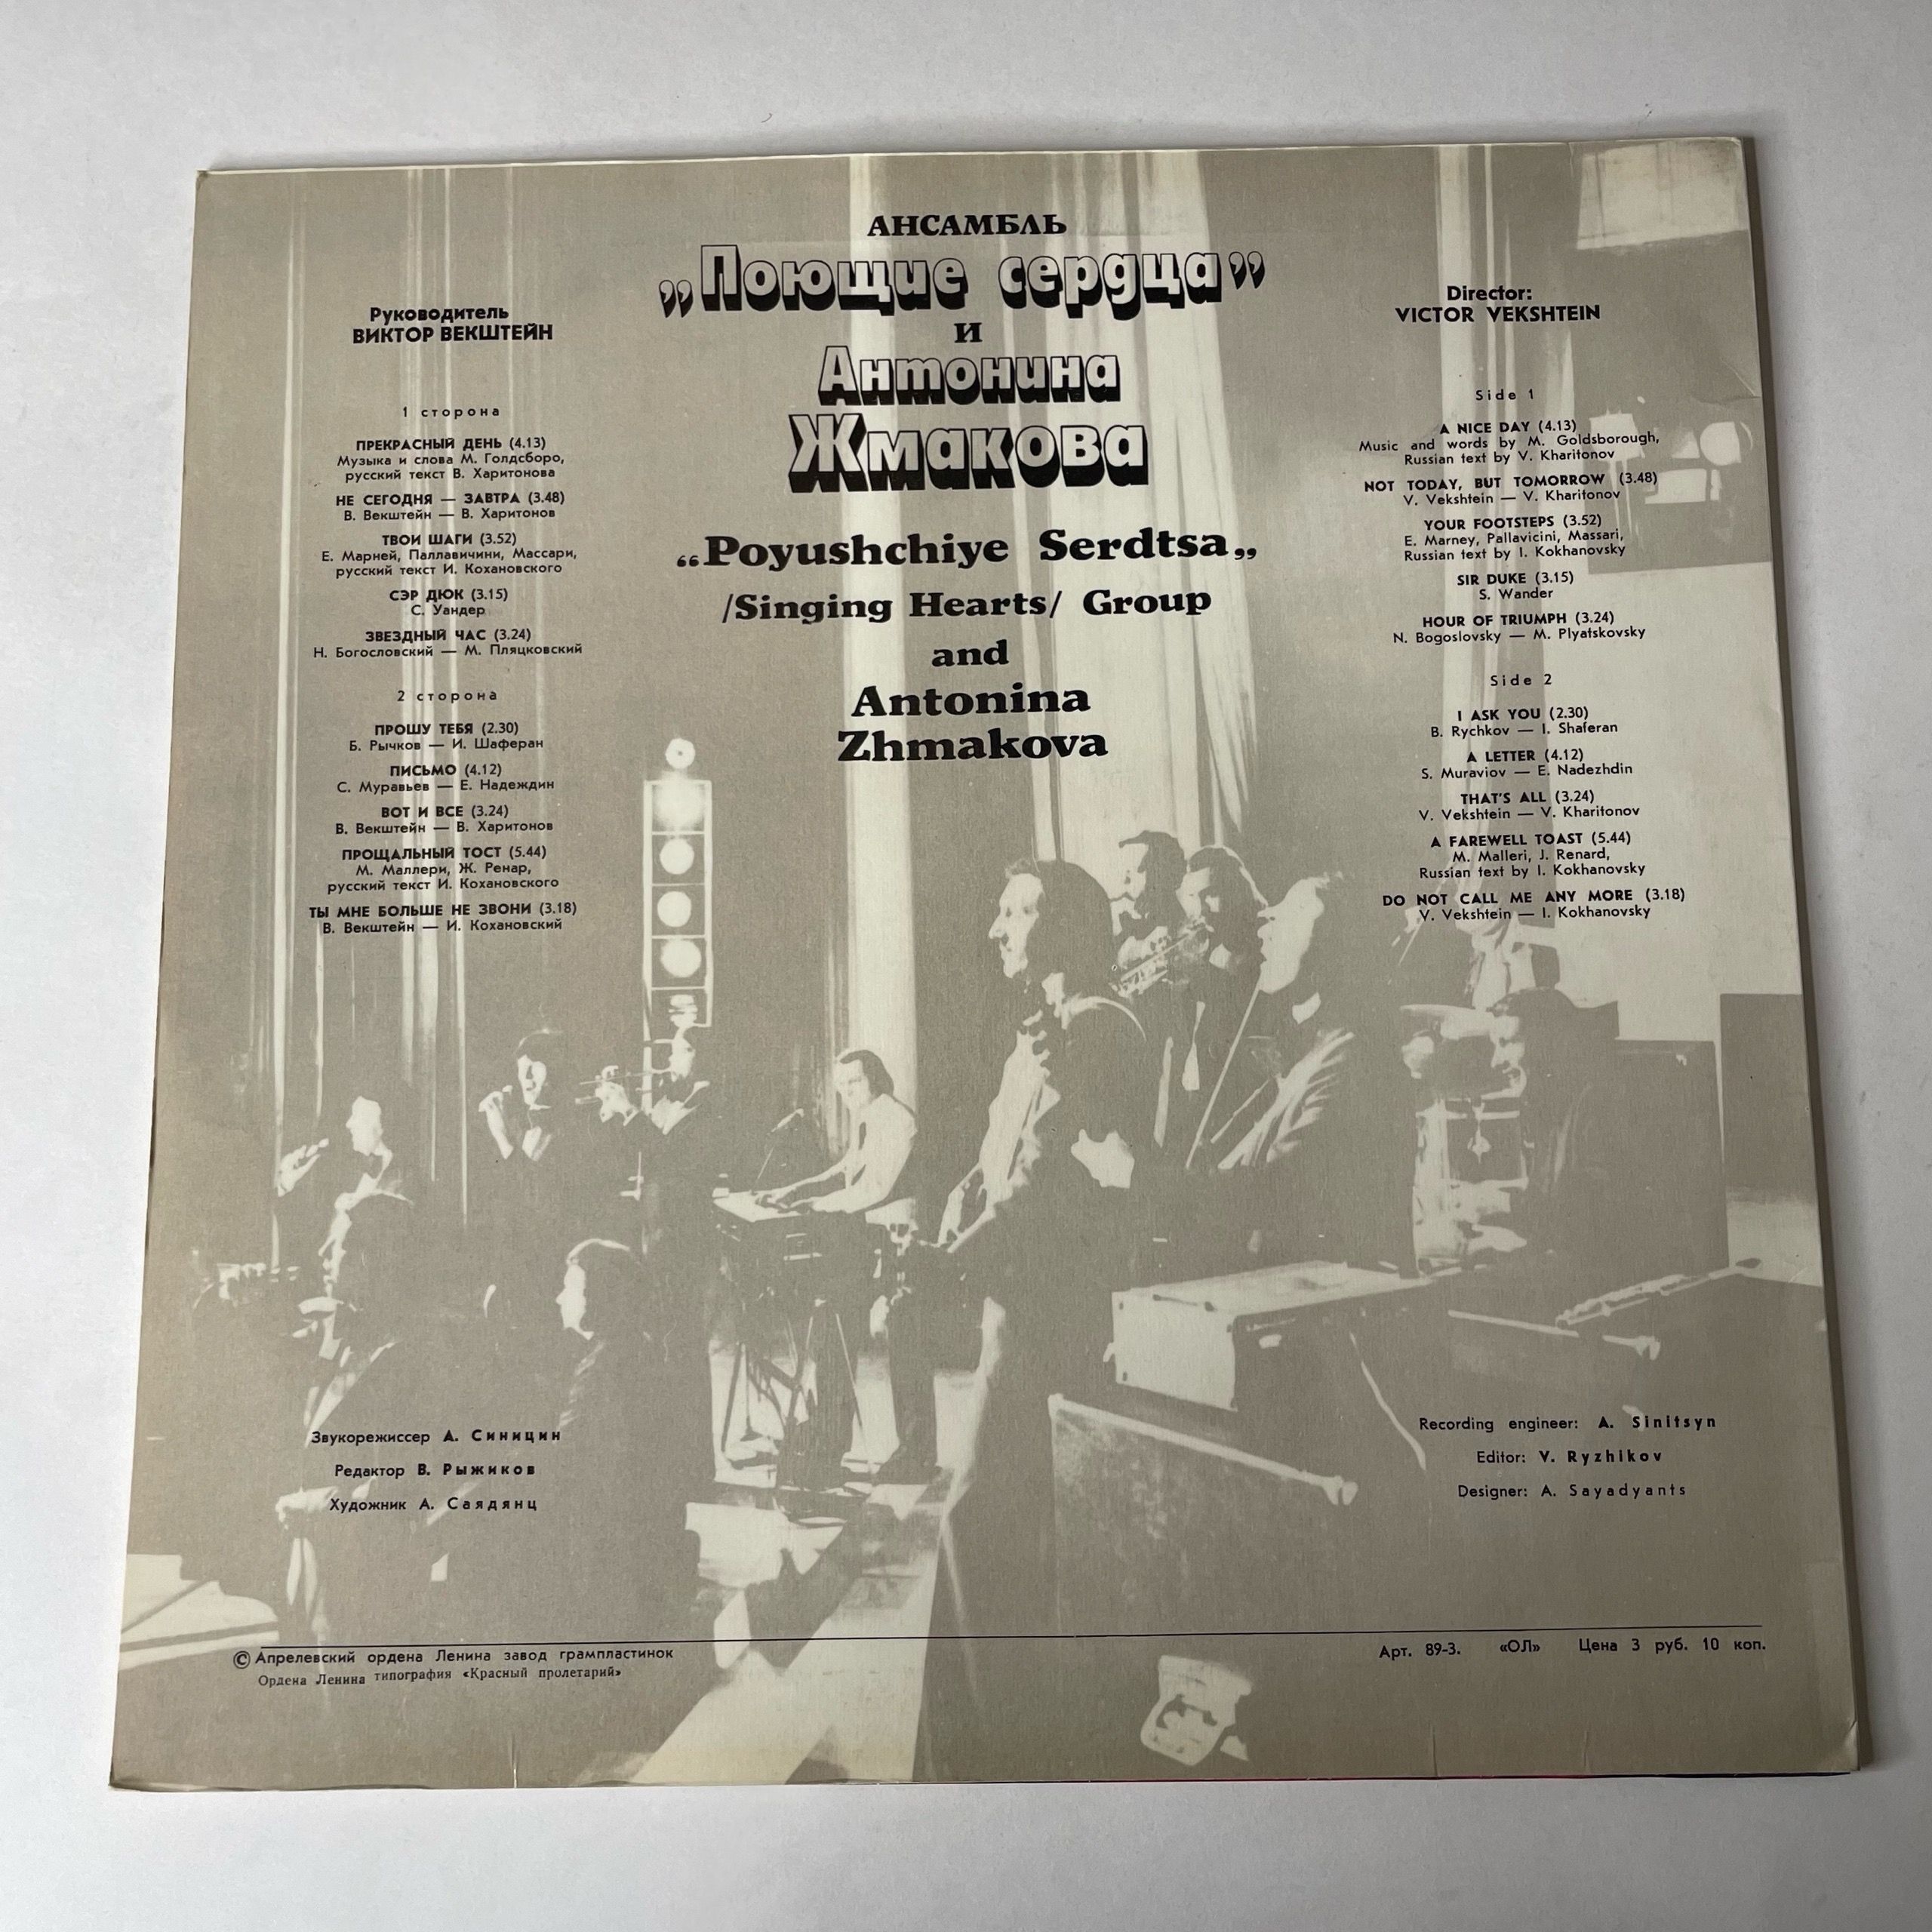 АНСАМБЛЬ
„Поющие сердца”
и
Антонина
Жмакова
„Poyushchiye Serdtsa„
/Singing Hearts/ Group
and
Antonina
Zhmakova
Руководитель
ВИКТОР ВЕКШТЕЙН
1 сторона
ПРЕКРАСНЫЙ ДЕНЬ (4.13)
Музыка и слова М. Голдсборо,
русский текст В. Харитонова
НЕ СЕГОДНЯ — ЗАВТРА (3.48)
В. Векштейн — В. Харитонов
ТВОИ ШАГИ (3.52)
Е. Марней, Паллавичини, Массари,
русский текст И. Кохановского
СЭР ДЮК (3.15)
С. Уандер
ЗВЕЗДНЫЙ ЧАС (3.24)
Н. Богословский — М. Пляцковский
2 сторона
ПРОШУ ТЕБЯ (2.30)
Б. Рычков — И. Шаферан
ПИСЬМО (4.12)
С. Муравьев — Е. Надеждин
ВОТ И ВСЕ (3.24)
В. Векштейн — В. Харитонов
ПРОЩАЛЬНЫЙ ТОСТ (5.44)
М. Маллери, Ж. Ренар,
русский текст И. Кохановского
ТЫ МНЕ БОЛЬШЕ НЕ ЗВОНИ (3.18)
В. Векштейн — И. Кохановский
Director:
VICTOR VEKSHTEIN
Side 1
A NICE DAY (4.13)
Music and words by M. Goldsborough,
Russian text by V. Kharitonov
NOT TODAY, BUT TOMORROW (3.48)
V. Vekshtein — V. Kharitonov
YOUR FOOTSTEPS (3.52)
E. Marney, Pallavicini, Massari,
Russian text by I. Kokhanovsky
SIR DUKE (3.15)
S. Wander
HOUR OF TRIUMPH (3.24)
N. Bogoslovsky — M. Plyatskovsky
Side 2
I ASK YOU (2.30)
B. Rychkov — I. Shaferan
A LETTER (4.12)
S. Muraviov — E. Nadezhdin
THAT'S ALL (3.24)
V. Vekshtein — V. Kharitonov
A FAREWELL TOAST (5.44)
M. Malleri, J. Renard,
Russian text by I. Kokhanovsky
DO NOT CALL ME ANY MORE (3.18)
V. Vekshtein — I. Kokhanovsky
Звукорежиссер А. Синицин
Редактор В. Рыжиков
Художник А. Саядянц
Recording engineer: A. Sinitsyn
Editor: V. Ryzhikov
Designer: A. Sayadyants
© Апрелевский ордена Ленина завод грампластинок
Ордена Ленина типография «Красный пролетарий»
Арт. 89-3. «ОЛ» Цена 3 руб. 10 коп.